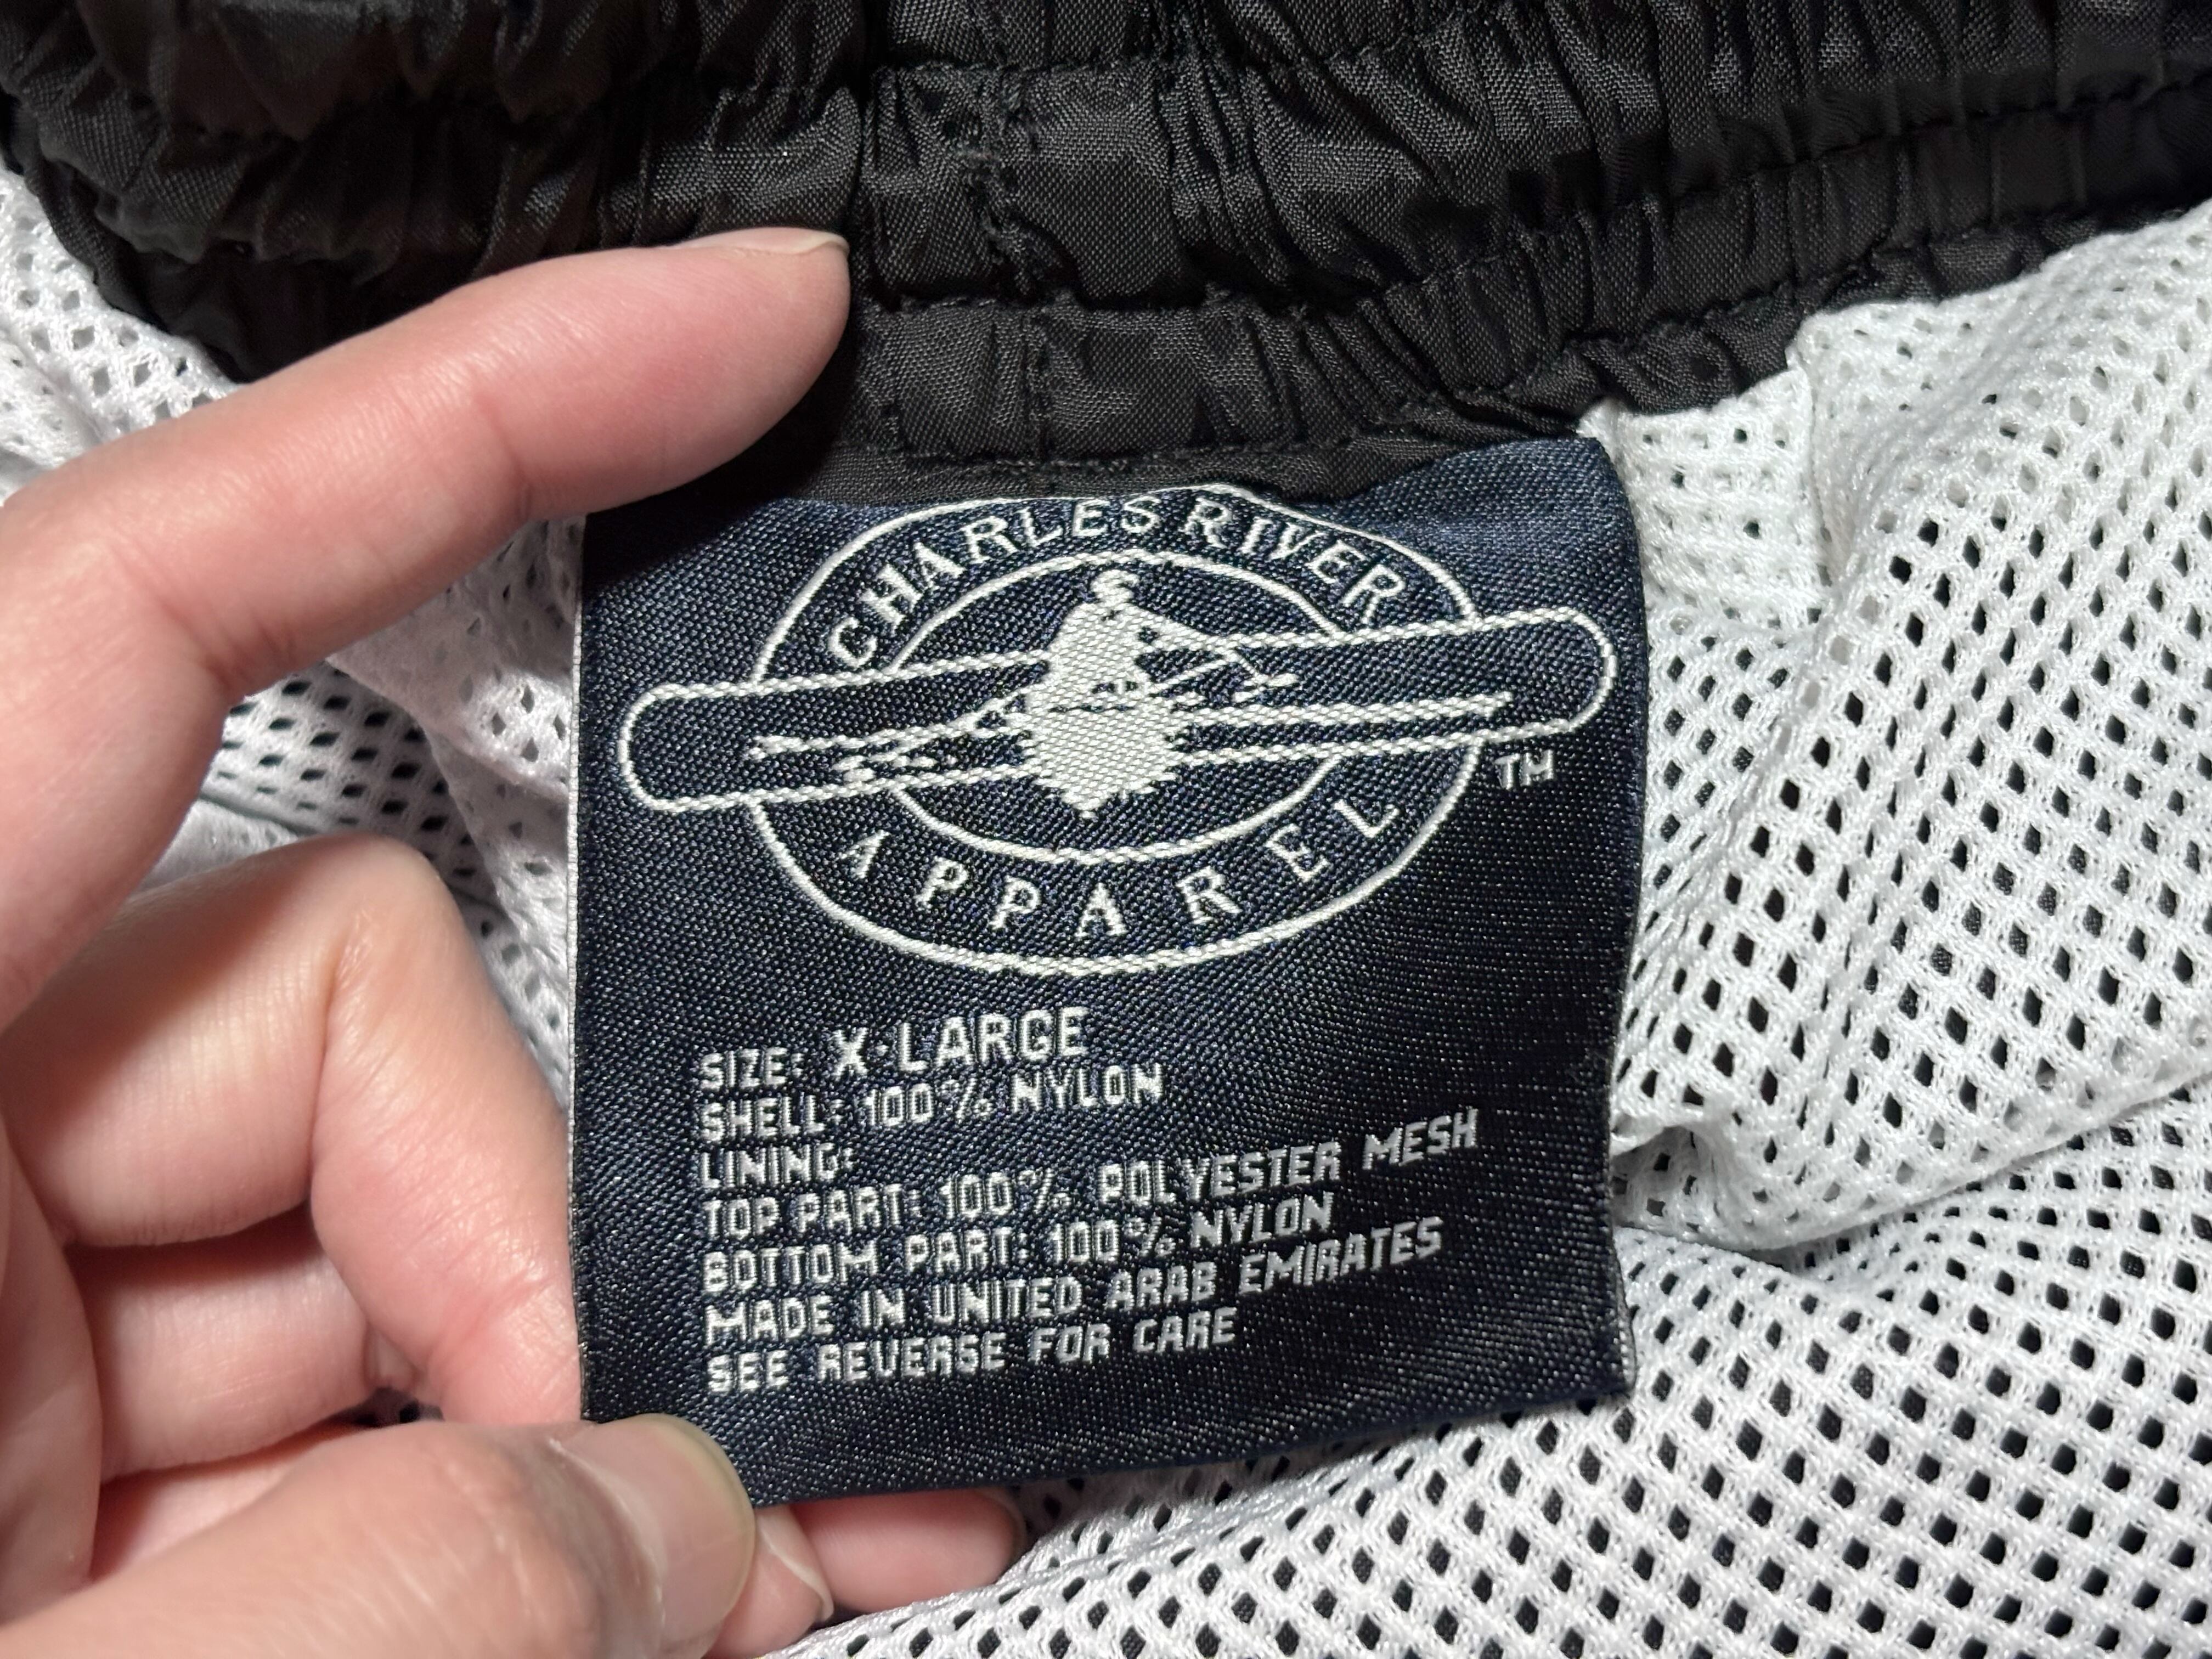 CHARLES RIVER
TM
APPAREL
SIZE: X-LARGE
SHELL: 100% NYLON
LINING:
TOP PART: 100% POLYESTER MESH
BOTTOM PART: 100% NYLON
MADE IN UNITED ARAB EMIRATES
SEE REVERSE FOR CARE